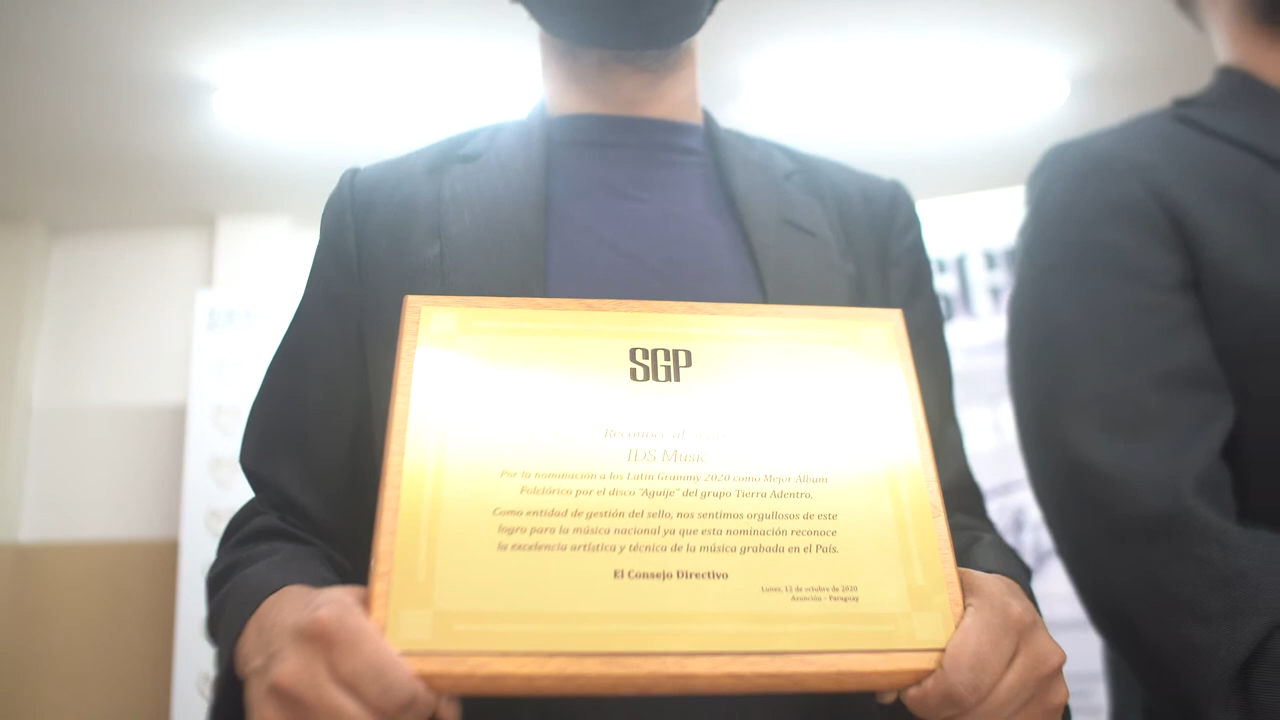 SGP
Reconoce al
IDS Music
Por la nominación a los Latin Grammy 2020 como Mejor Álbum
Folclórico por el disco "Aguije" del grupo Tierra Adentro.
Como entidad de gestión del sello, nos sentimos orgullosos de este
logro para la música nacional ya que esta nominación reconoce
la excelencia artística y técnica de la música grabada en el País.
El Consejo Directivo
Lunes, 12 de octubre de 2020
Asunción - Paraguay